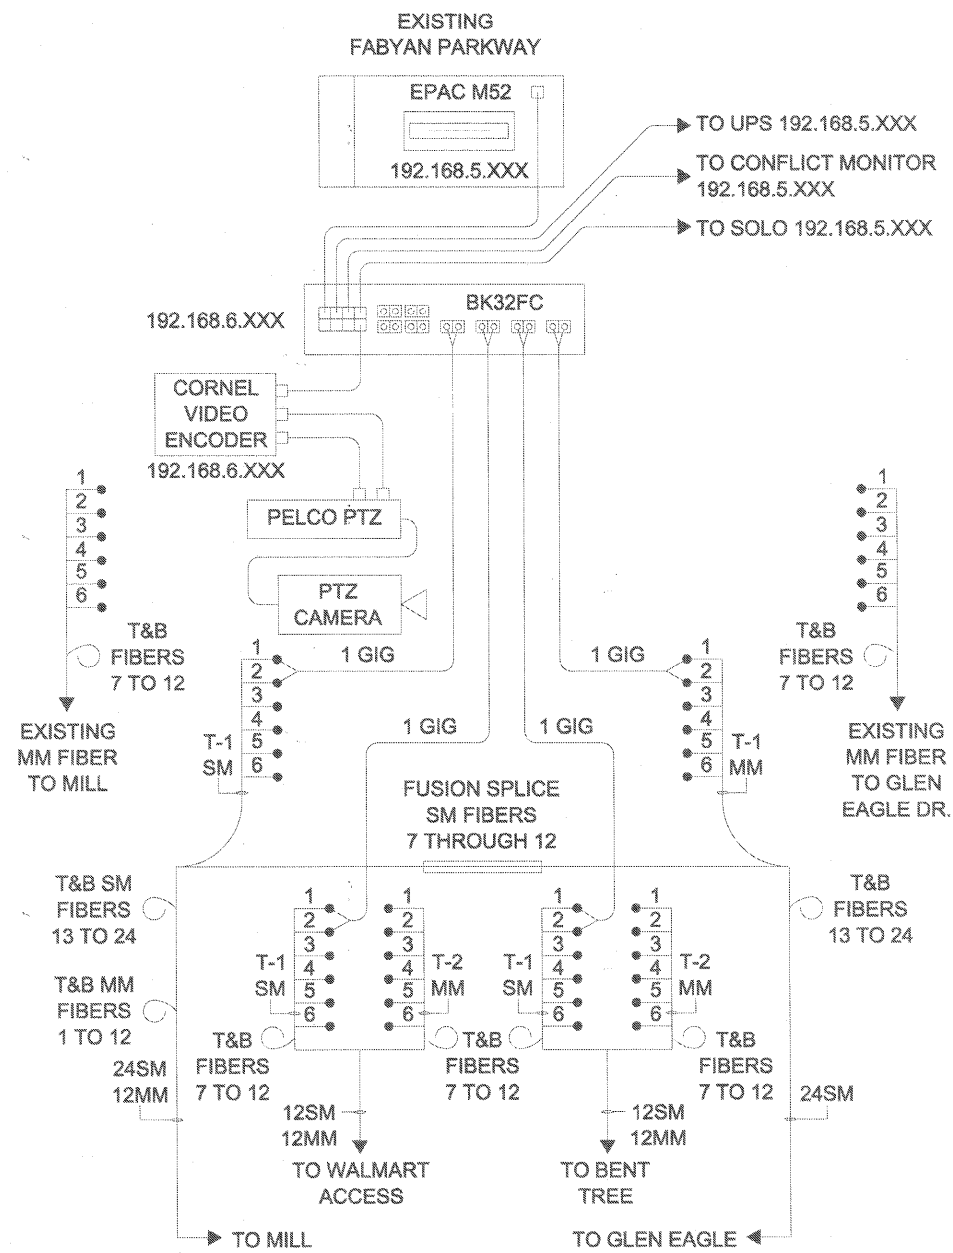 EXISTING
FABYAN PARKWAY
EPAC M52
192.168.5.XXX
TO UPS 192.168.5.XXX
TO CONFLICT MONITOR
192.168.5.XXX
TO SOLO 192.168.5.XXX
BK32FC
192.168.6.XXX
CORNEL
VIDEO
ENCODER
192.168.6.XXX
PELCO PTZ
PTZ
CAMERA
1
2
3
4
5
6
T&B
FIBERS
7 TO 12
EXISTING
MM FIBER
TO MILL
1
2
3
4
5
6
T&B
FIBERS
7 TO 12
EXISTING
MM FIBER
TO GLEN
EAGLE DR.
1 GIG
1
2
3
4
5
6
T-1
SM
1 GIG
1
2
3
4
5
6
T-1
MM
1 GIG
1 GIG
FUSION SPLICE
SM FIBERS
7 THROUGH 12
T&B SM
FIBERS
13 TO 24
T&B MM
FIBERS
1 TO 12
24SM
12MM
1
2
3
4
5
6
T-1
SM
T&B
FIBERS
7 TO 12
1
2
3
4
5
6
T-2
MM
T&B
FIBERS
7 TO 12
12SM
12MM
TO WALMART
ACCESS
1
2
3
4
5
6
T-1
SM
1
2
3
4
5
6
T-2
MM
T&B
FIBERS
7 TO 12
12SM
12MM
TO BENT
TREE
T&B
FIBERS
13 TO 24
24SM
TO MILL
TO GLEN EAGLE